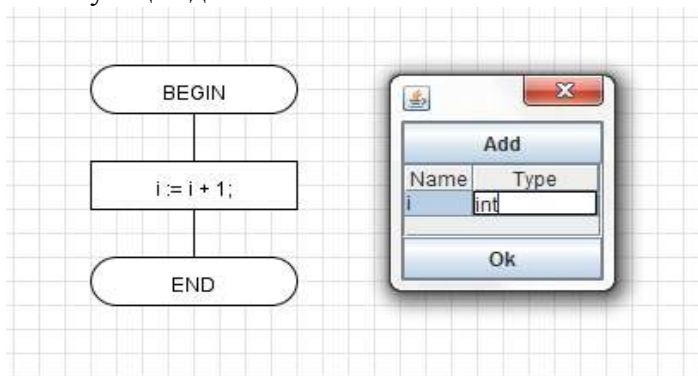 BEGIN
i := i + 1;
END
Add
Name Type
i int
Ok